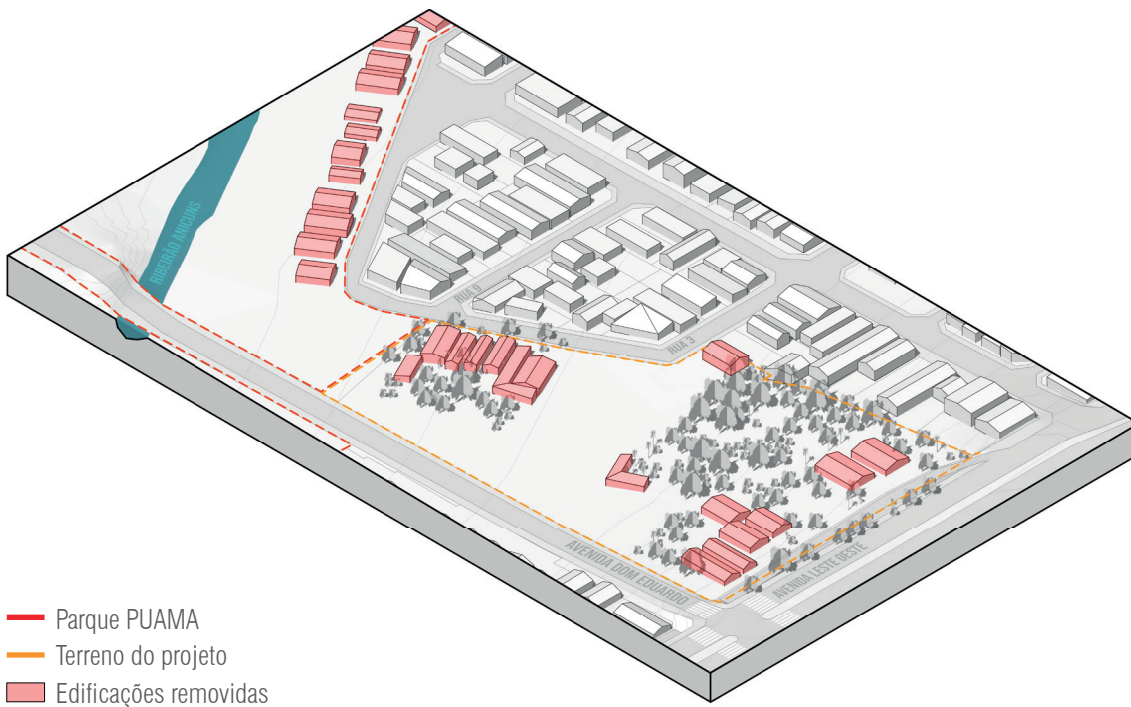 RIBEIRÃO ANICUNS
RUA 9
RUA 3
AVENIDA DOM EDUARDO
AVENIDA LESTE OESTE
Parque PUAMA
Terreno do projeto
Edificações removidas